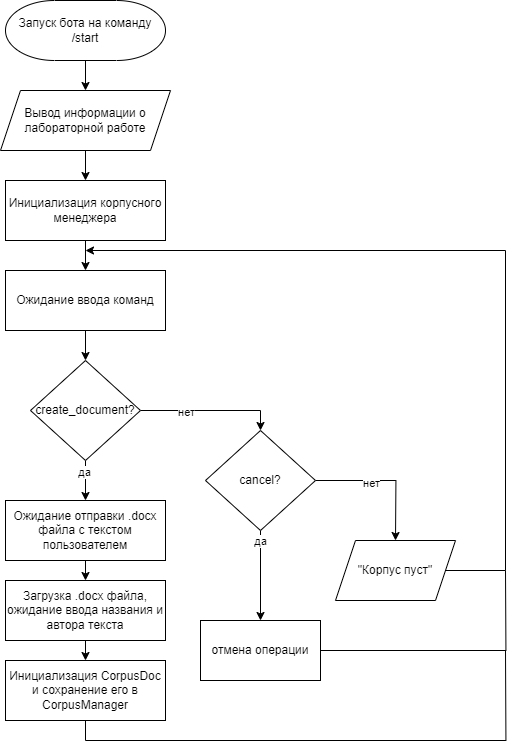 Запуск бота на команду
/start
Вывод информации о
лабораторной работе
Инициализация корпусного
менеджера
Ожидание ввода команд
create_document?
нет
да
cancel?
нет
да
Ожидание отправки .docx
файла с текстом
пользователем
"Корпус пуст"
Загрузка .docx файла,
ожидание ввода названия и
автора текста
отмена операции
Инициализация CorpusDoc
и сохранение его в
CorpusManager